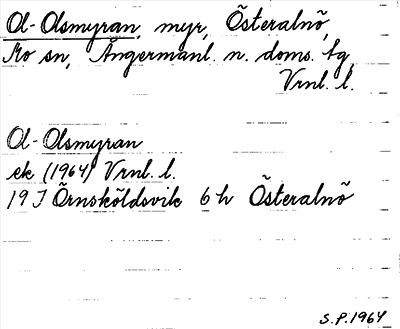 Ol-Olsmyran, myr, Österalnö,
Mo sn, Ångermanl. n. doms. tg,
Vrnl. l.
Ol-Olsmyran
ek (1964) Vrnl. l.
19 I Örnsköldsvik 6 h Österalnö
S.P. 1964